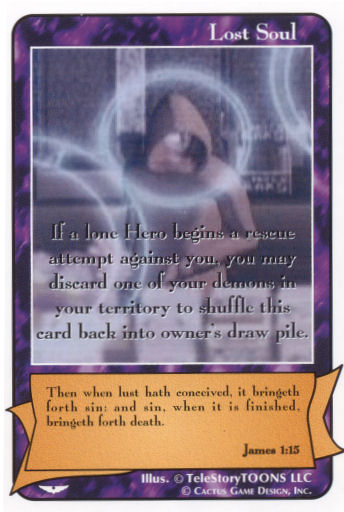 Lost Soul
If a lone Hero begins a rescue
attempt against you, you may
discard one of your demons in
your territory to shuffle this
card back into owner's draw pile.
Then when lust hath conceived, it bringeth
forth sin: and sin, when it is finished,
bringeth forth death.
James 1:15
Illus. © TeleStoryTOONS LLC
© Cactus Game Design, Inc.